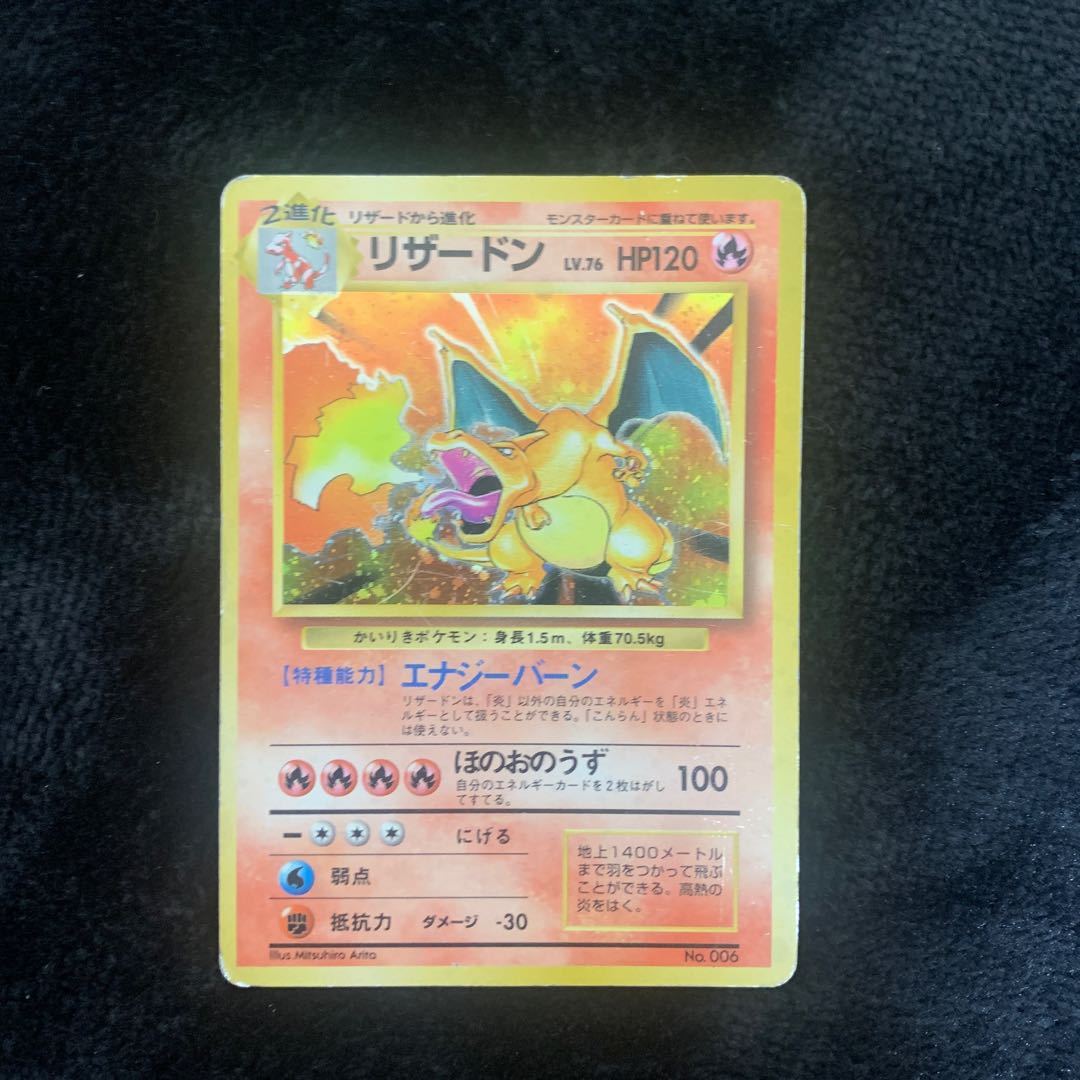 2進化 リザードから進化 モンスターカードに重ねて使います。
リザードン LV.76 HP120
かいりきポケモン：身長1.5m、体重70.5kg
【特種能力】 エナジーバーン
リザードンは、「炎」以外の自分のエネルギーを「炎」エネ
ルギーとして扱うことができる。「こんらん」状態のときに
は使えない。
ほのおのうず 100
自分のエネルギーカードを2枚はがし
てすてる。
にげる
弱点
抵抗力 ダメージ -30
地上1400メートル
まで羽をつかって飛ぶ
ことができる。高熱の
炎をはく。
Illus.Mitsuhiro Arita No. 006